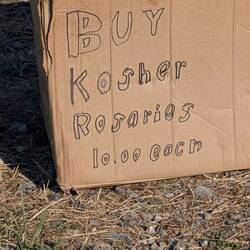 BUY
Kosher
Rosaries
10.00 each